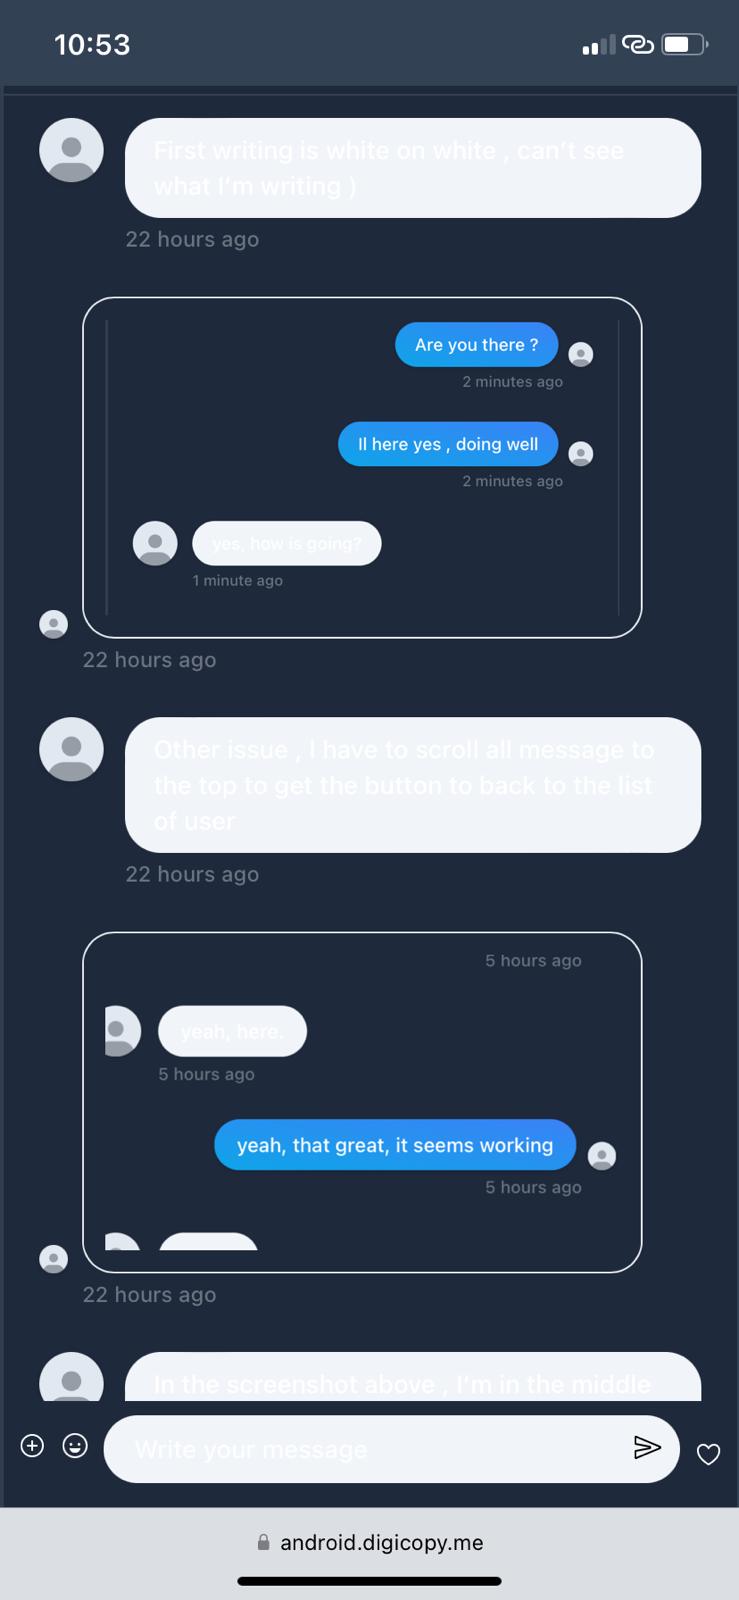 10:53
First writing is white on white , can't see
what I'm writing )
22 hours ago
Are you there ?
2 minutes ago
Il here yes , doing well
2 minutes ago
yes, how is going?
1 minute ago
22 hours ago
Other issue , I have to scroll all message to
the top to get the button to back to the list
of user
22 hours ago
5 hours ago
yeah, here.
5 hours ago
yeah, that great, it seems working
5 hours ago
22 hours ago
In the screenshot above , I'm in the middle
Write your message
android.digicopy.me